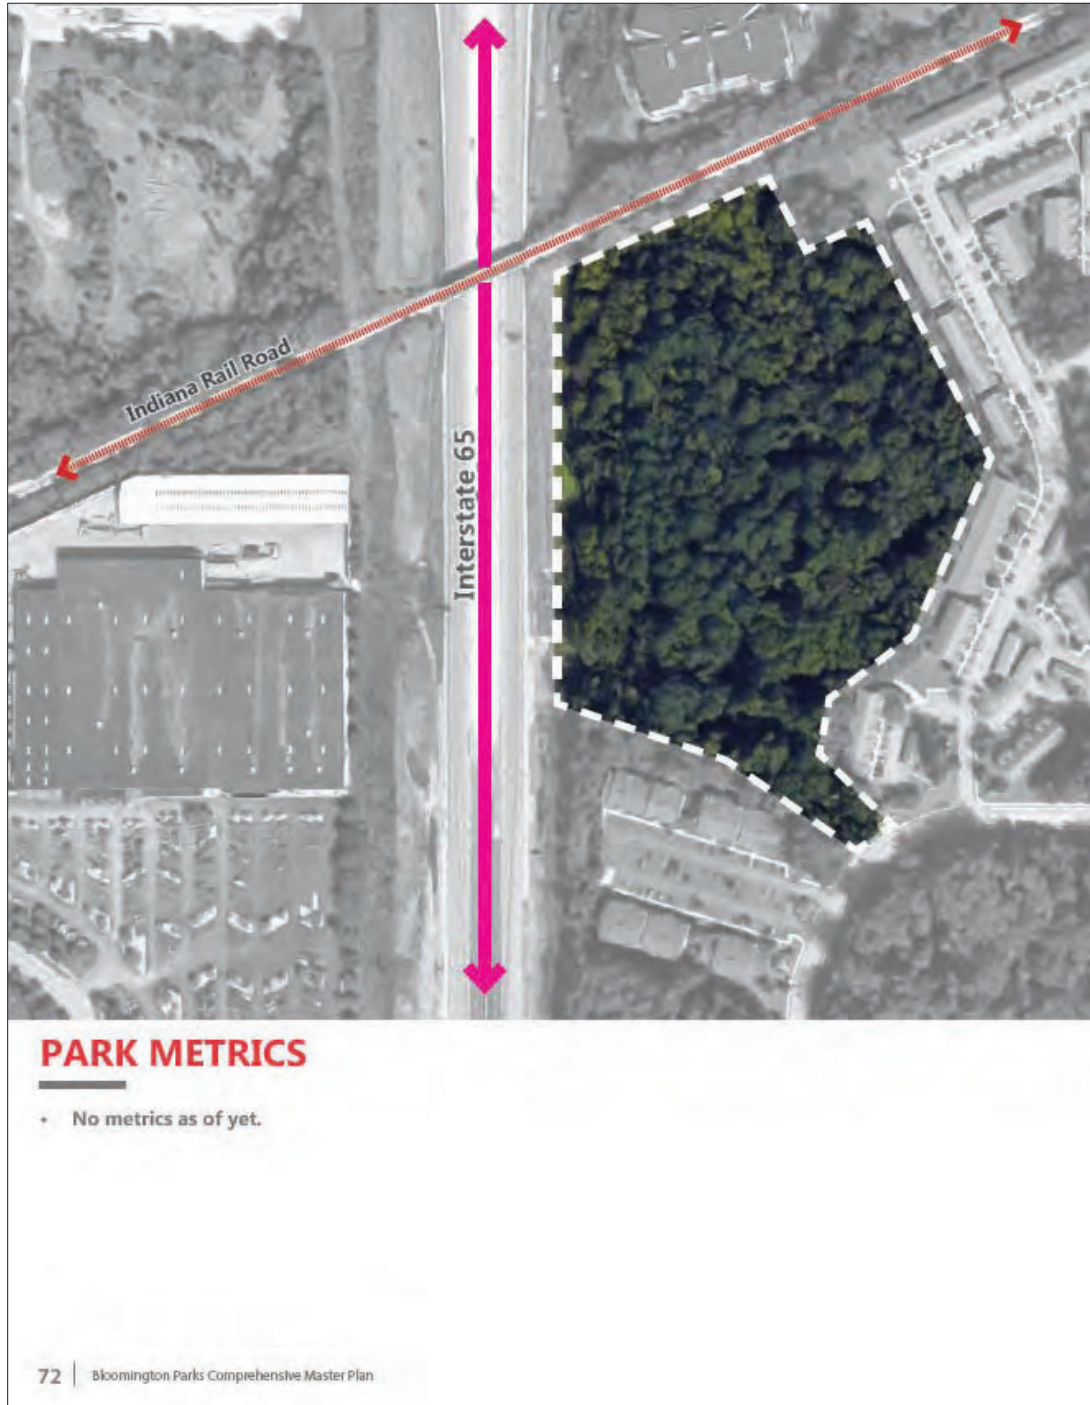 Indiana Rail Road
Interstate 65
PARK METRICS
• No metrics as of yet.
72 | Bloomington Parks Comprehensive Master Plan